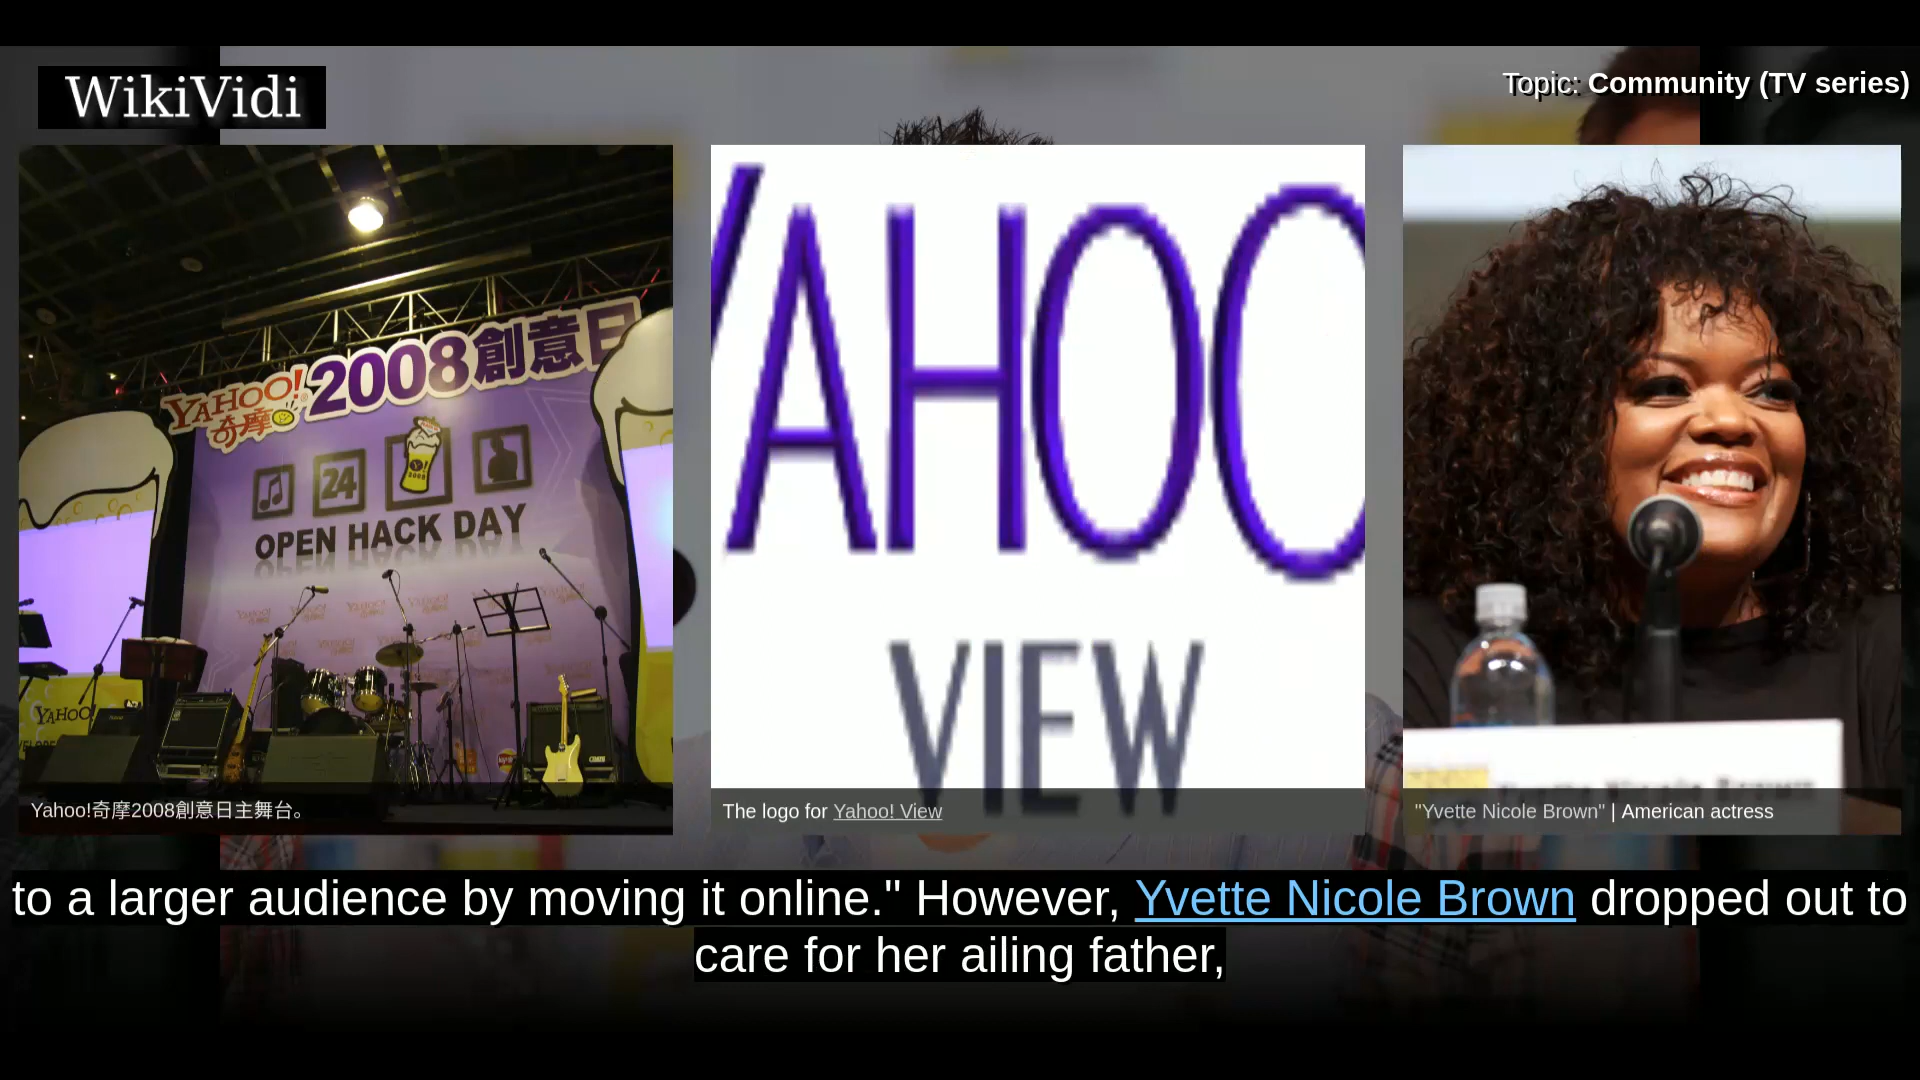 WikiVidi
Topic: Community (TV series)
YAHOO!
奇摩
2008創意日
24
OPEN HACK DAY
YAHOO!
Yahoo!奇摩2008創意日主舞台。
YAHOO
VIEW
The logo for Yahoo! View
"Yvette Nicole Brown" | American actress
to a larger audience by moving it online." However, Yvette Nicole Brown dropped out to
care for her ailing father,